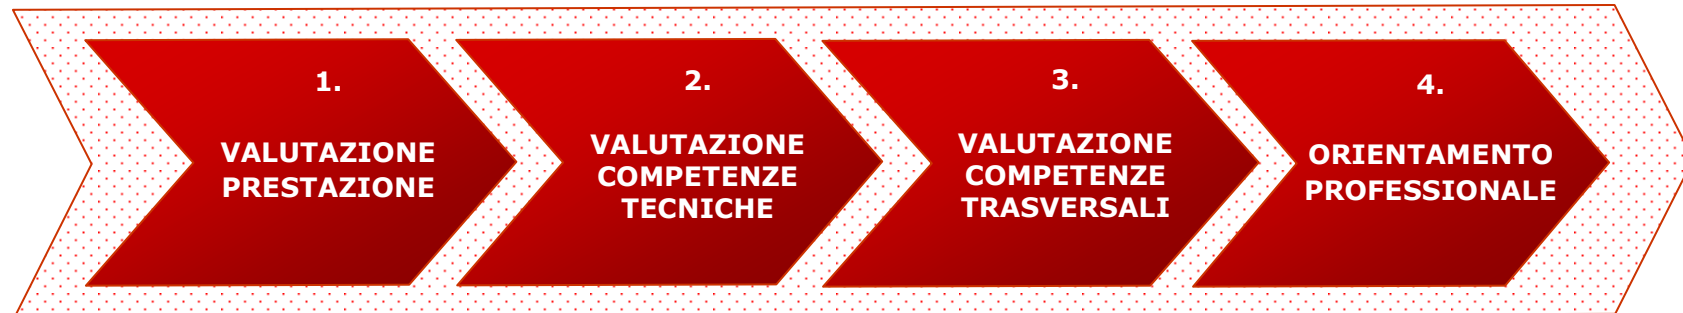 1.
VALUTAZIONE
PRESTAZIONE
2.
VALUTAZIONE
COMPETENZE
TECNICHE
3.
VALUTAZIONE
COMPETENZE
TRASVERSALI
4.
ORIENTAMENTO
PROFESSIONALE